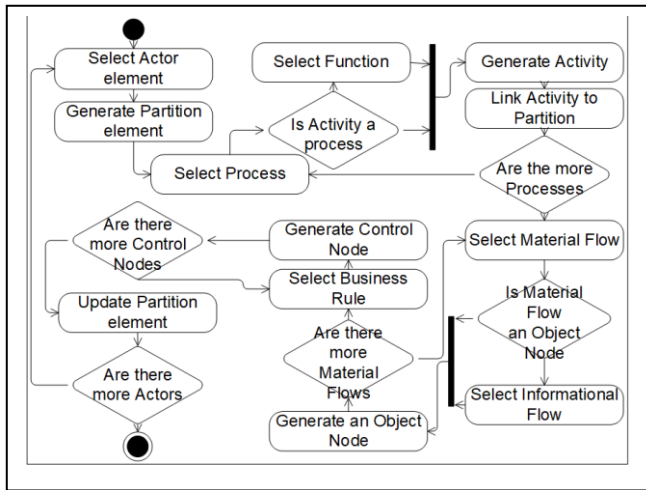 Select Actor
element
Generate Partition
element
Select Process
Is Activity a
process
Select Function
Generate Activity
Link Activity to
Partition
Are the more
Processes
Select Material Flow
Is Material
Flow
an Object
Node
Select Informational
Flow
Generate an Object
Node
Are there
more
Material
Flows
Select Business
Rule
Generate Control
Node
Are there
more Control
Nodes
Update Partition
element
Are there
more Actors